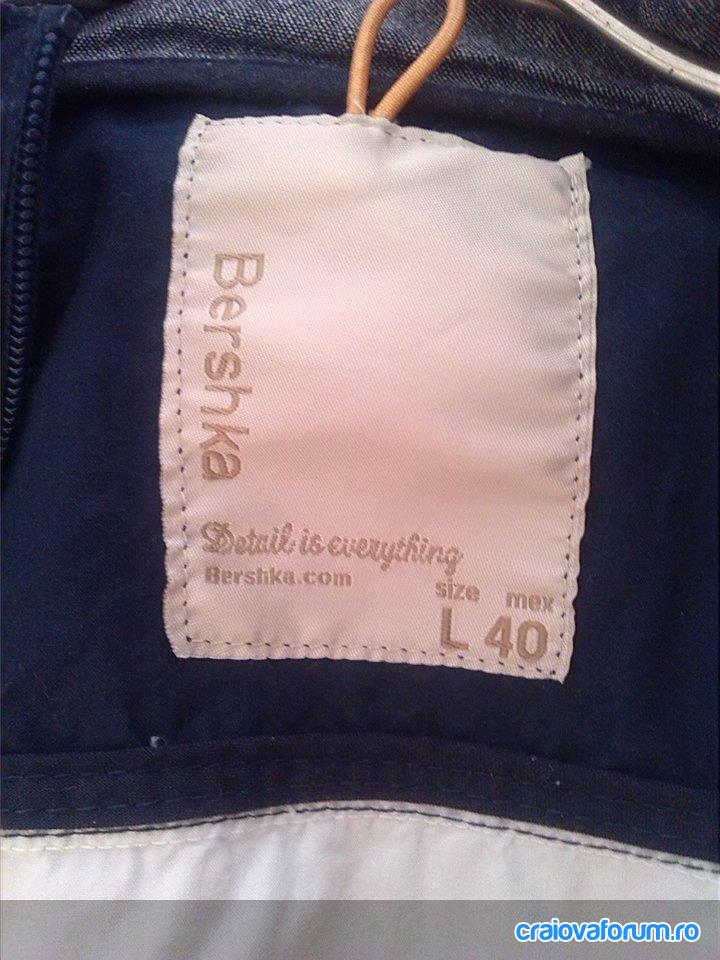 Bershka
Detail is everything
Bershka.com
size mex
L 40
craiovaforum.ro